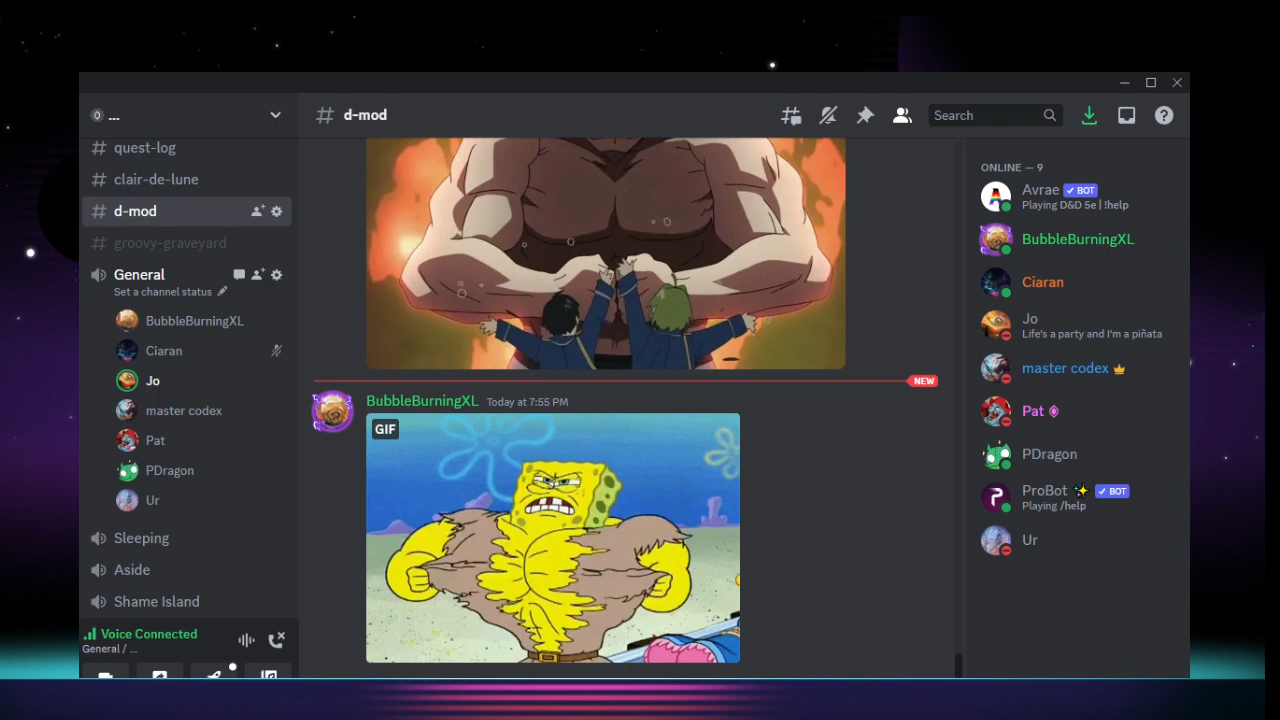 ...
d-mod
Search
quest-log
clair-de-lune
d-mod
groovy-graveyard
General
Set a channel status
BubbleBurningXL
Ciaran
Jo
master codex
Pat
PDragon
Ur
Sleeping
Aside
Shame Island
Voice Connected
General / ...
NEW
BubbleBurningXL Today at 7:55 PM
GIF
ONLINE — 9
Avrae BOT
Playing D&D 5e | !help
BubbleBurningXL
Ciaran
Jo
Life's a party and I'm a piñata
master codex
Pat
PDragon
ProBot BOT
Playing /help
Ur